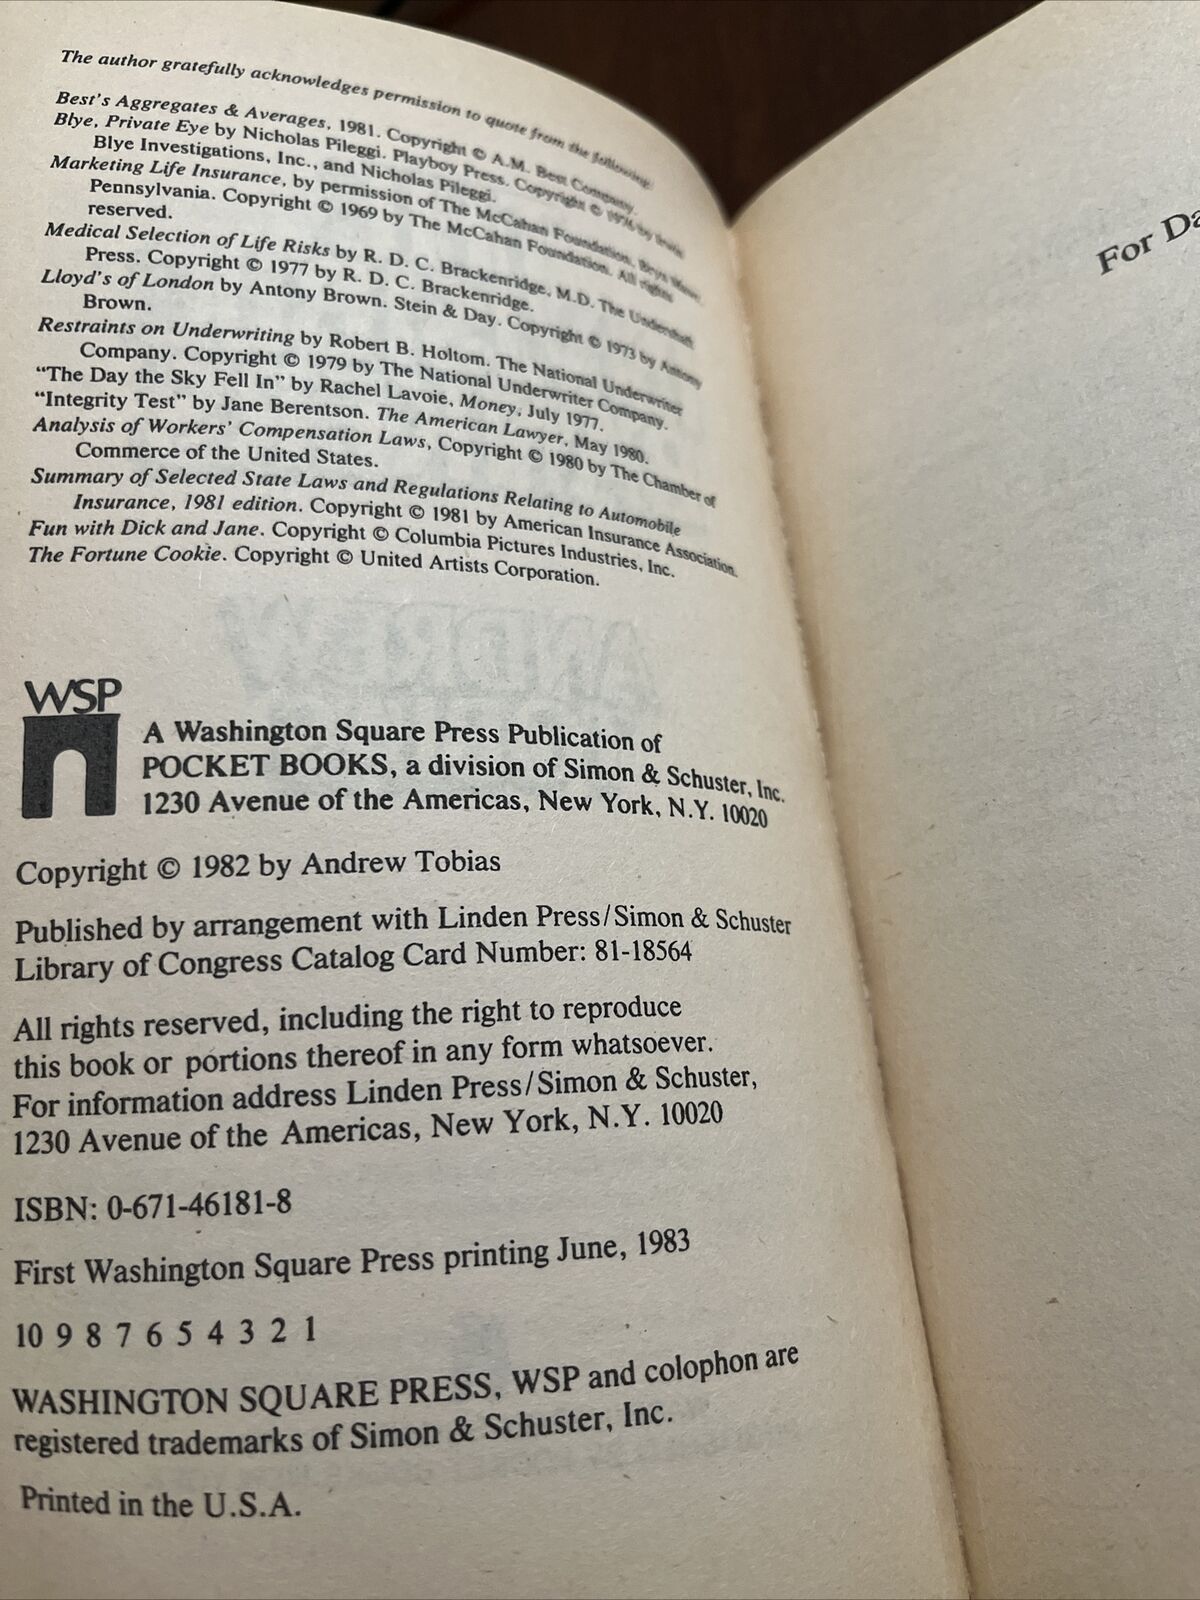 The author gratefully acknowledges permission to quote from the following:
Best's Aggregates & Averages, 1981. Copyright © A.M. Best Company.
Blye, Private Eye by Nicholas Pileggi. Playboy Press. Copyright © 1976 by Irwin
Blye Investigations, Inc., and Nicholas Pileggi.
Marketing Life Insurance, by permission of The McCahan Foundation, Bryn Mawr,
Pennsylvania. Copyright © 1969 by The McCahan Foundation. All rights
reserved.
Medical Selection of Life Risks by R. D. C. Brackenridge, M.D. The Undershaft
Press. Copyright © 1977 by R. D. C. Brackenridge.
Lloyd's of London by Antony Brown. Stein & Day. Copyright © 1973 by Antony
Brown.
Restraints on Underwriting by Robert B. Holtom. The National Underwriter
Company. Copyright © 1979 by The National Underwriter Company.
"The Day the Sky Fell In" by Rachel Lavoie, Money, July 1977.
"Integrity Test" by Jane Berentson. The American Lawyer, May 1980.
Analysis of Workers' Compensation Laws, Copyright © 1980 by The Chamber of
Commerce of the United States.
Summary of Selected State Laws and Regulations Relating to Automobile
Insurance, 1981 edition. Copyright © 1981 by American Insurance Association.
Fun with Dick and Jane. Copyright © Columbia Pictures Industries, Inc.
The Fortune Cookie. Copyright © United Artists Corporation.
WSP
A Washington Square Press Publication of
POCKET BOOKS, a division of Simon & Schuster, Inc.
1230 Avenue of the Americas, New York, N.Y. 10020
Copyright © 1982 by Andrew Tobias
Published by arrangement with Linden Press/Simon & Schuster
Library of Congress Catalog Card Number: 81-18564
All rights reserved, including the right to reproduce
this book or portions thereof in any form whatsoever.
For information address Linden Press/Simon & Schuster,
1230 Avenue of the Americas, New York, N.Y. 10020
ISBN: 0-671-46181-8
First Washington Square Press printing June, 1983
10 9 8 7 6 5 4 3 2 1
WASHINGTON SQUARE PRESS, WSP and colophon are
registered trademarks of Simon & Schuster, Inc.
Printed in the U.S.A.
For Da